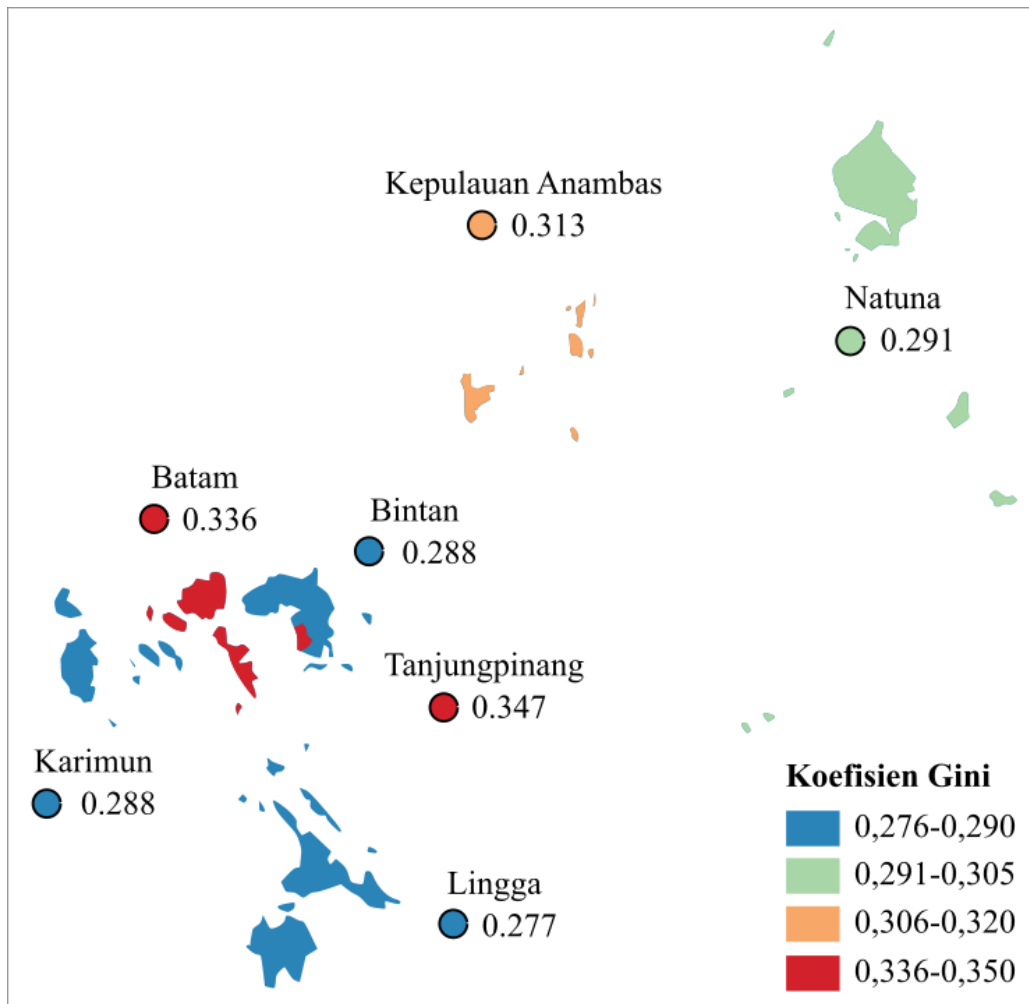 Kepulauan Anambas
0.313
Natuna
0.291
Batam
0.336
Bintan
0.288
Tanjungpinang
0.347
Karimun
0.288
Lingga
0.277
Koefisien Gini
0,276-0,290
0,291-0,305
0,306-0,320
0,336-0,350